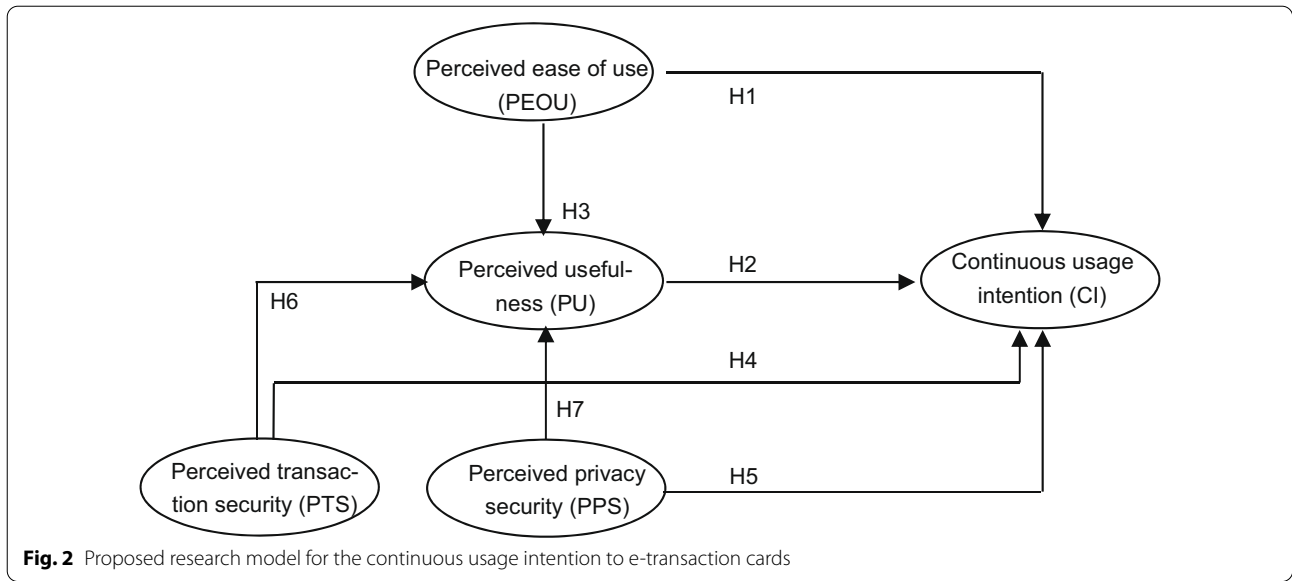 Perceived ease of use
(PEOU)
H1
H3
Perceived useful-
ness (PU)
H2
Continuous usage
intention (CI)
H6
H4
H7
Perceived transac-
tion security (PTS)
Perceived privacy
security (PPS)
H5
Fig. 2 Proposed research model for the continuous usage intention to e-transaction cards